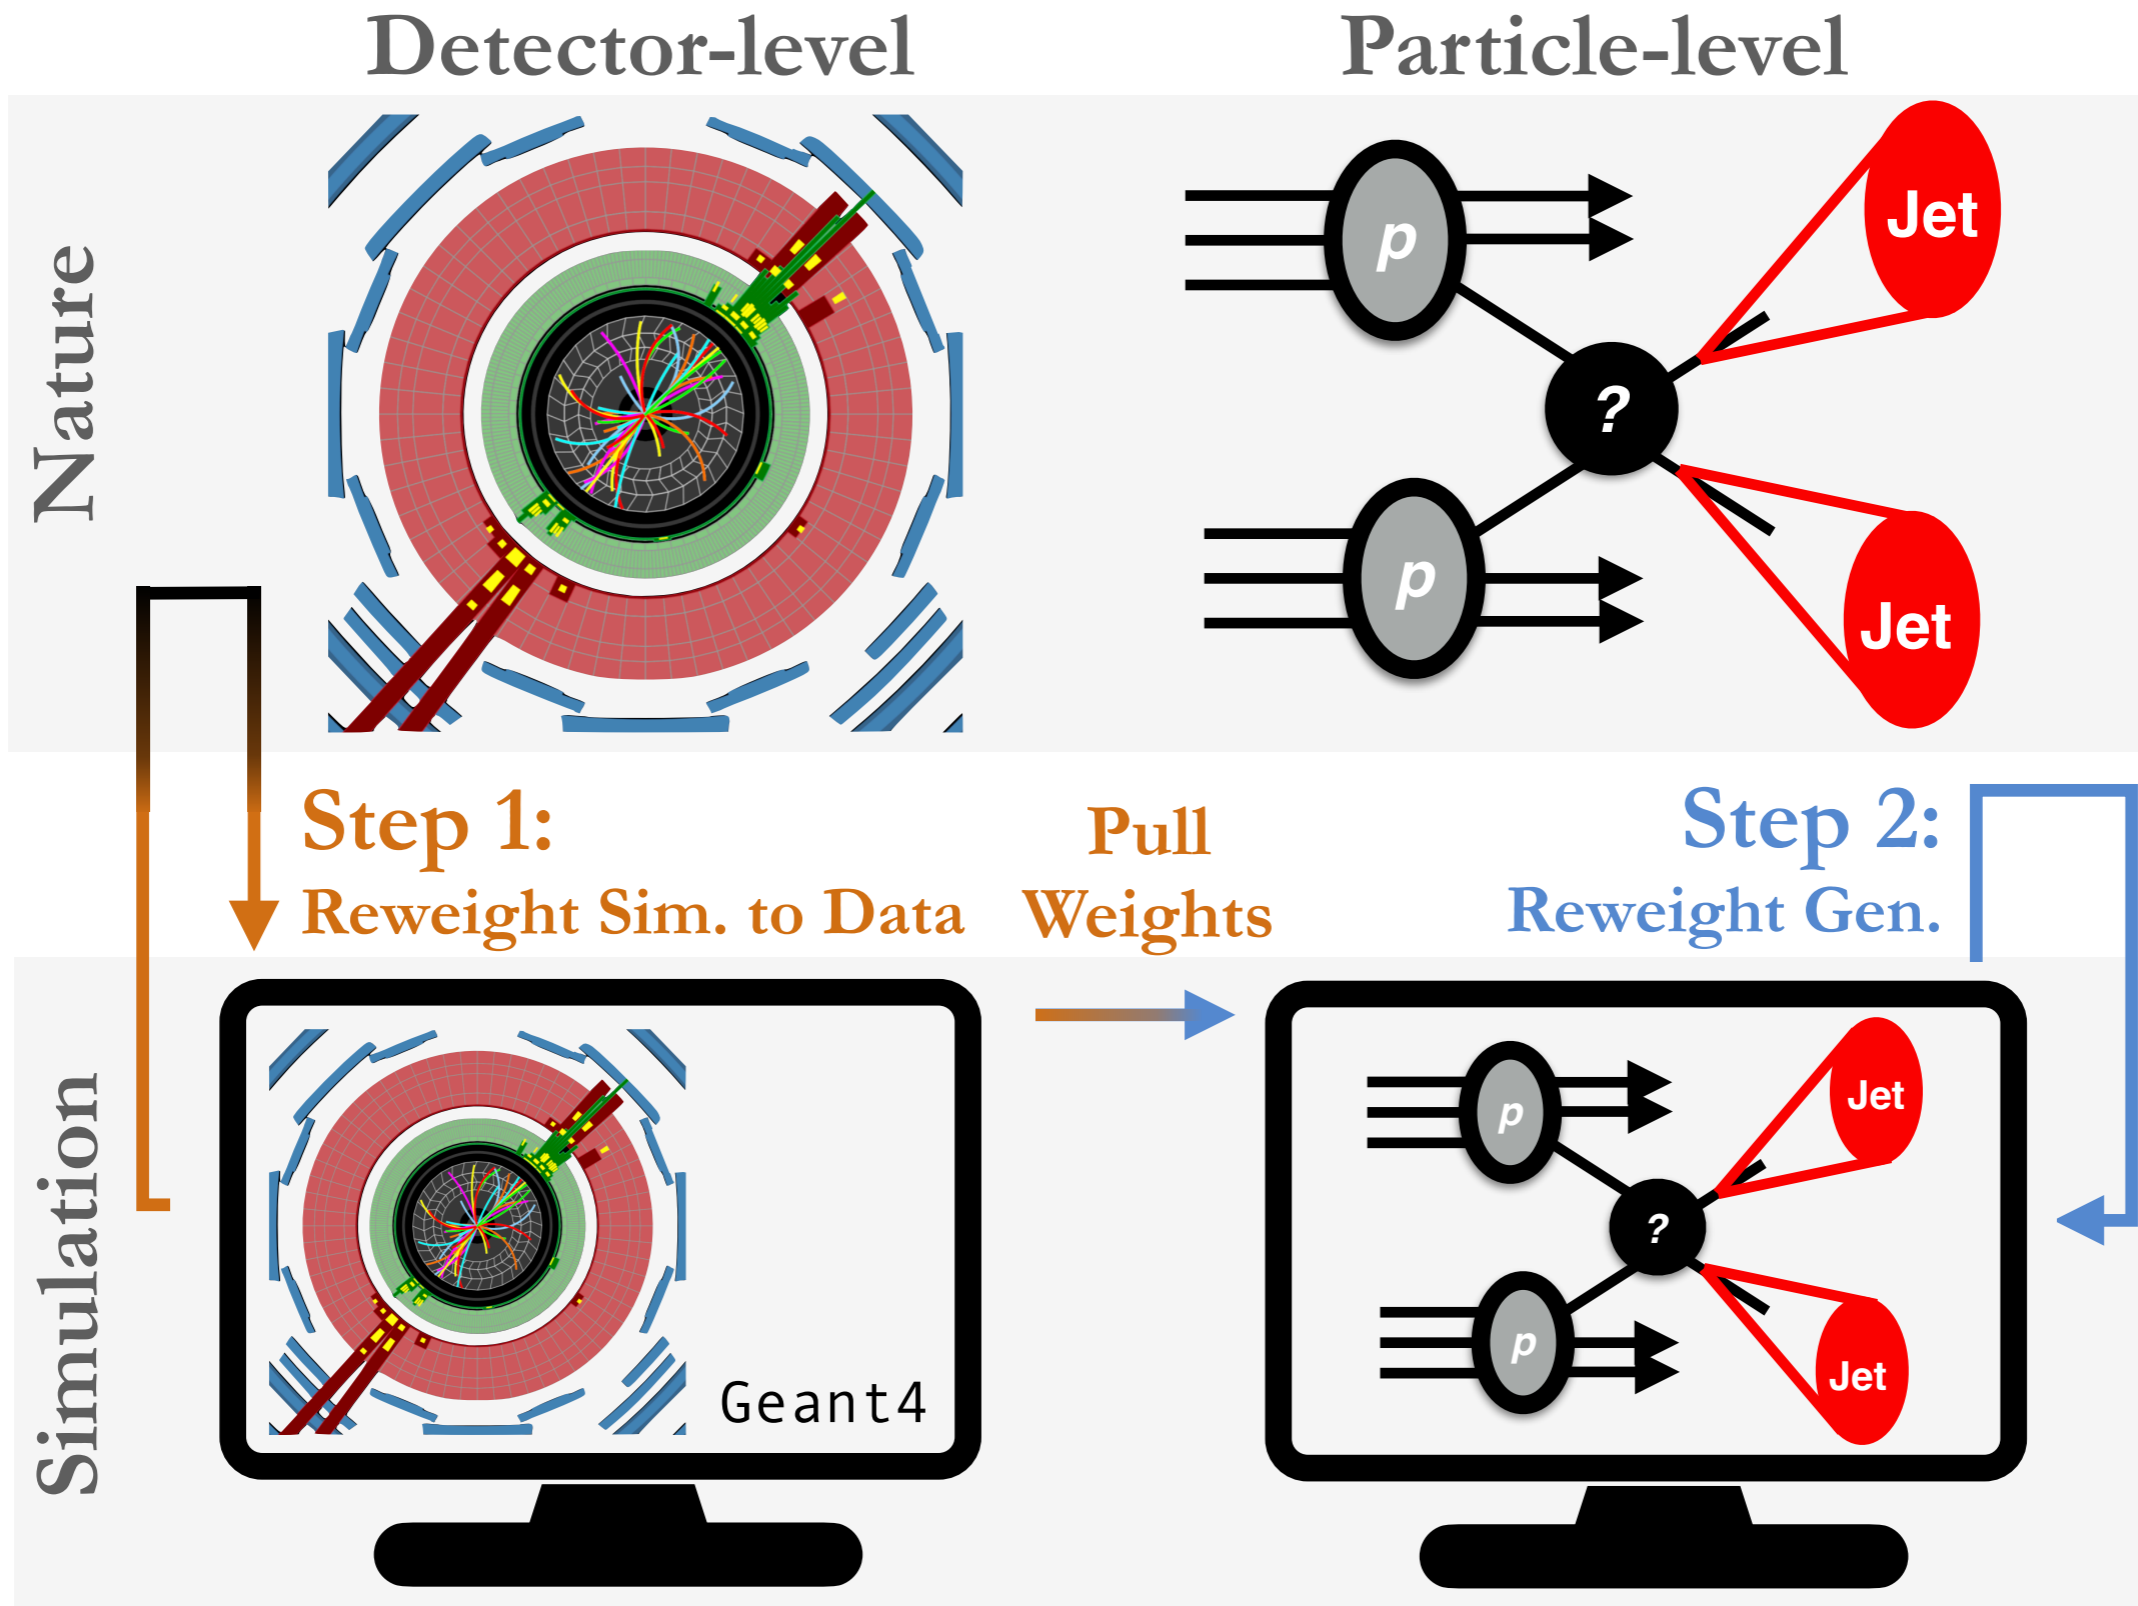 Detector-level
Particle-level
Nature
p
Jet
?
p
Jet
Step 1:
Reweight Sim. to Data
Pull
Weights
Step 2:
Reweight Gen.
Simulation
Geant4
p
Jet
?
p
Jet